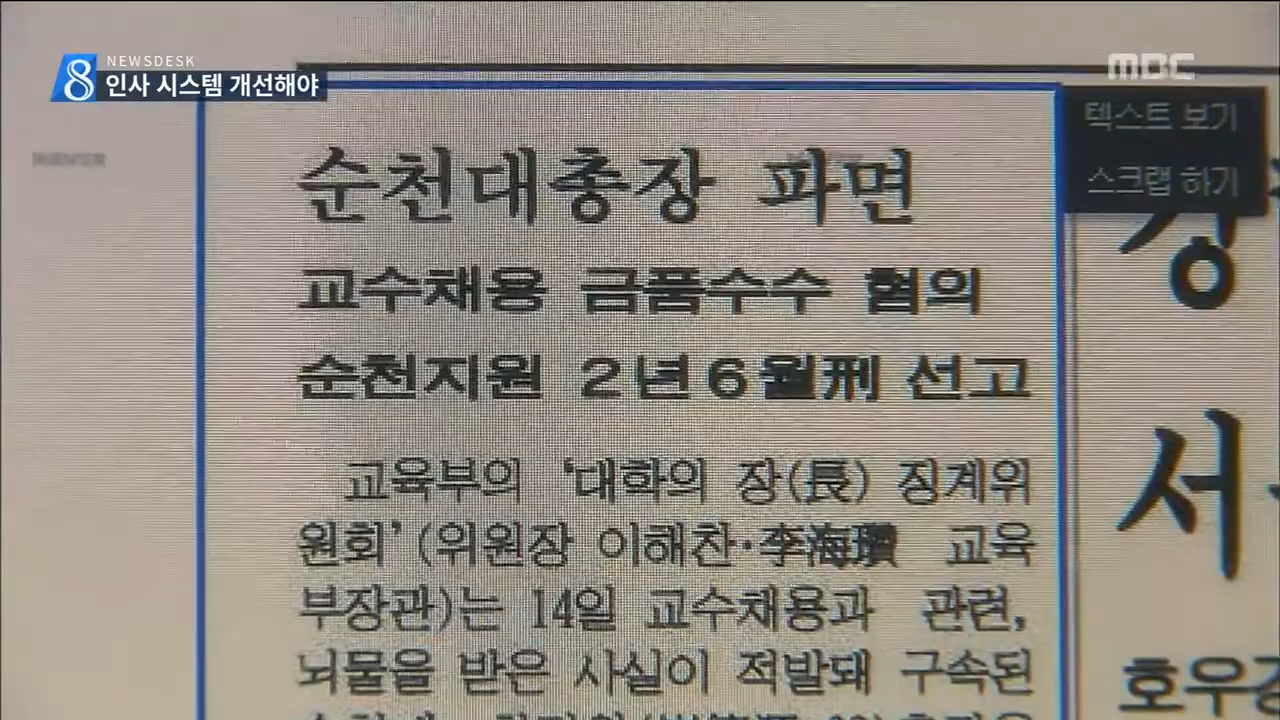 NEWSDESK
8 인사 시스템 개선해야
MBC
텍스트 보기
스크랩 하기
순천대총장 파면
교수채용 금품수수 혐의
순천지원 2년6월刑 선고
교육부의 ‘대학의 장(長) 징계위
원회’(위원장 이해찬·李海瓚 교육
부장관)는 14일 교수채용과 관련,
뇌물을 받은 사실이 적발돼 구속된
서
호우